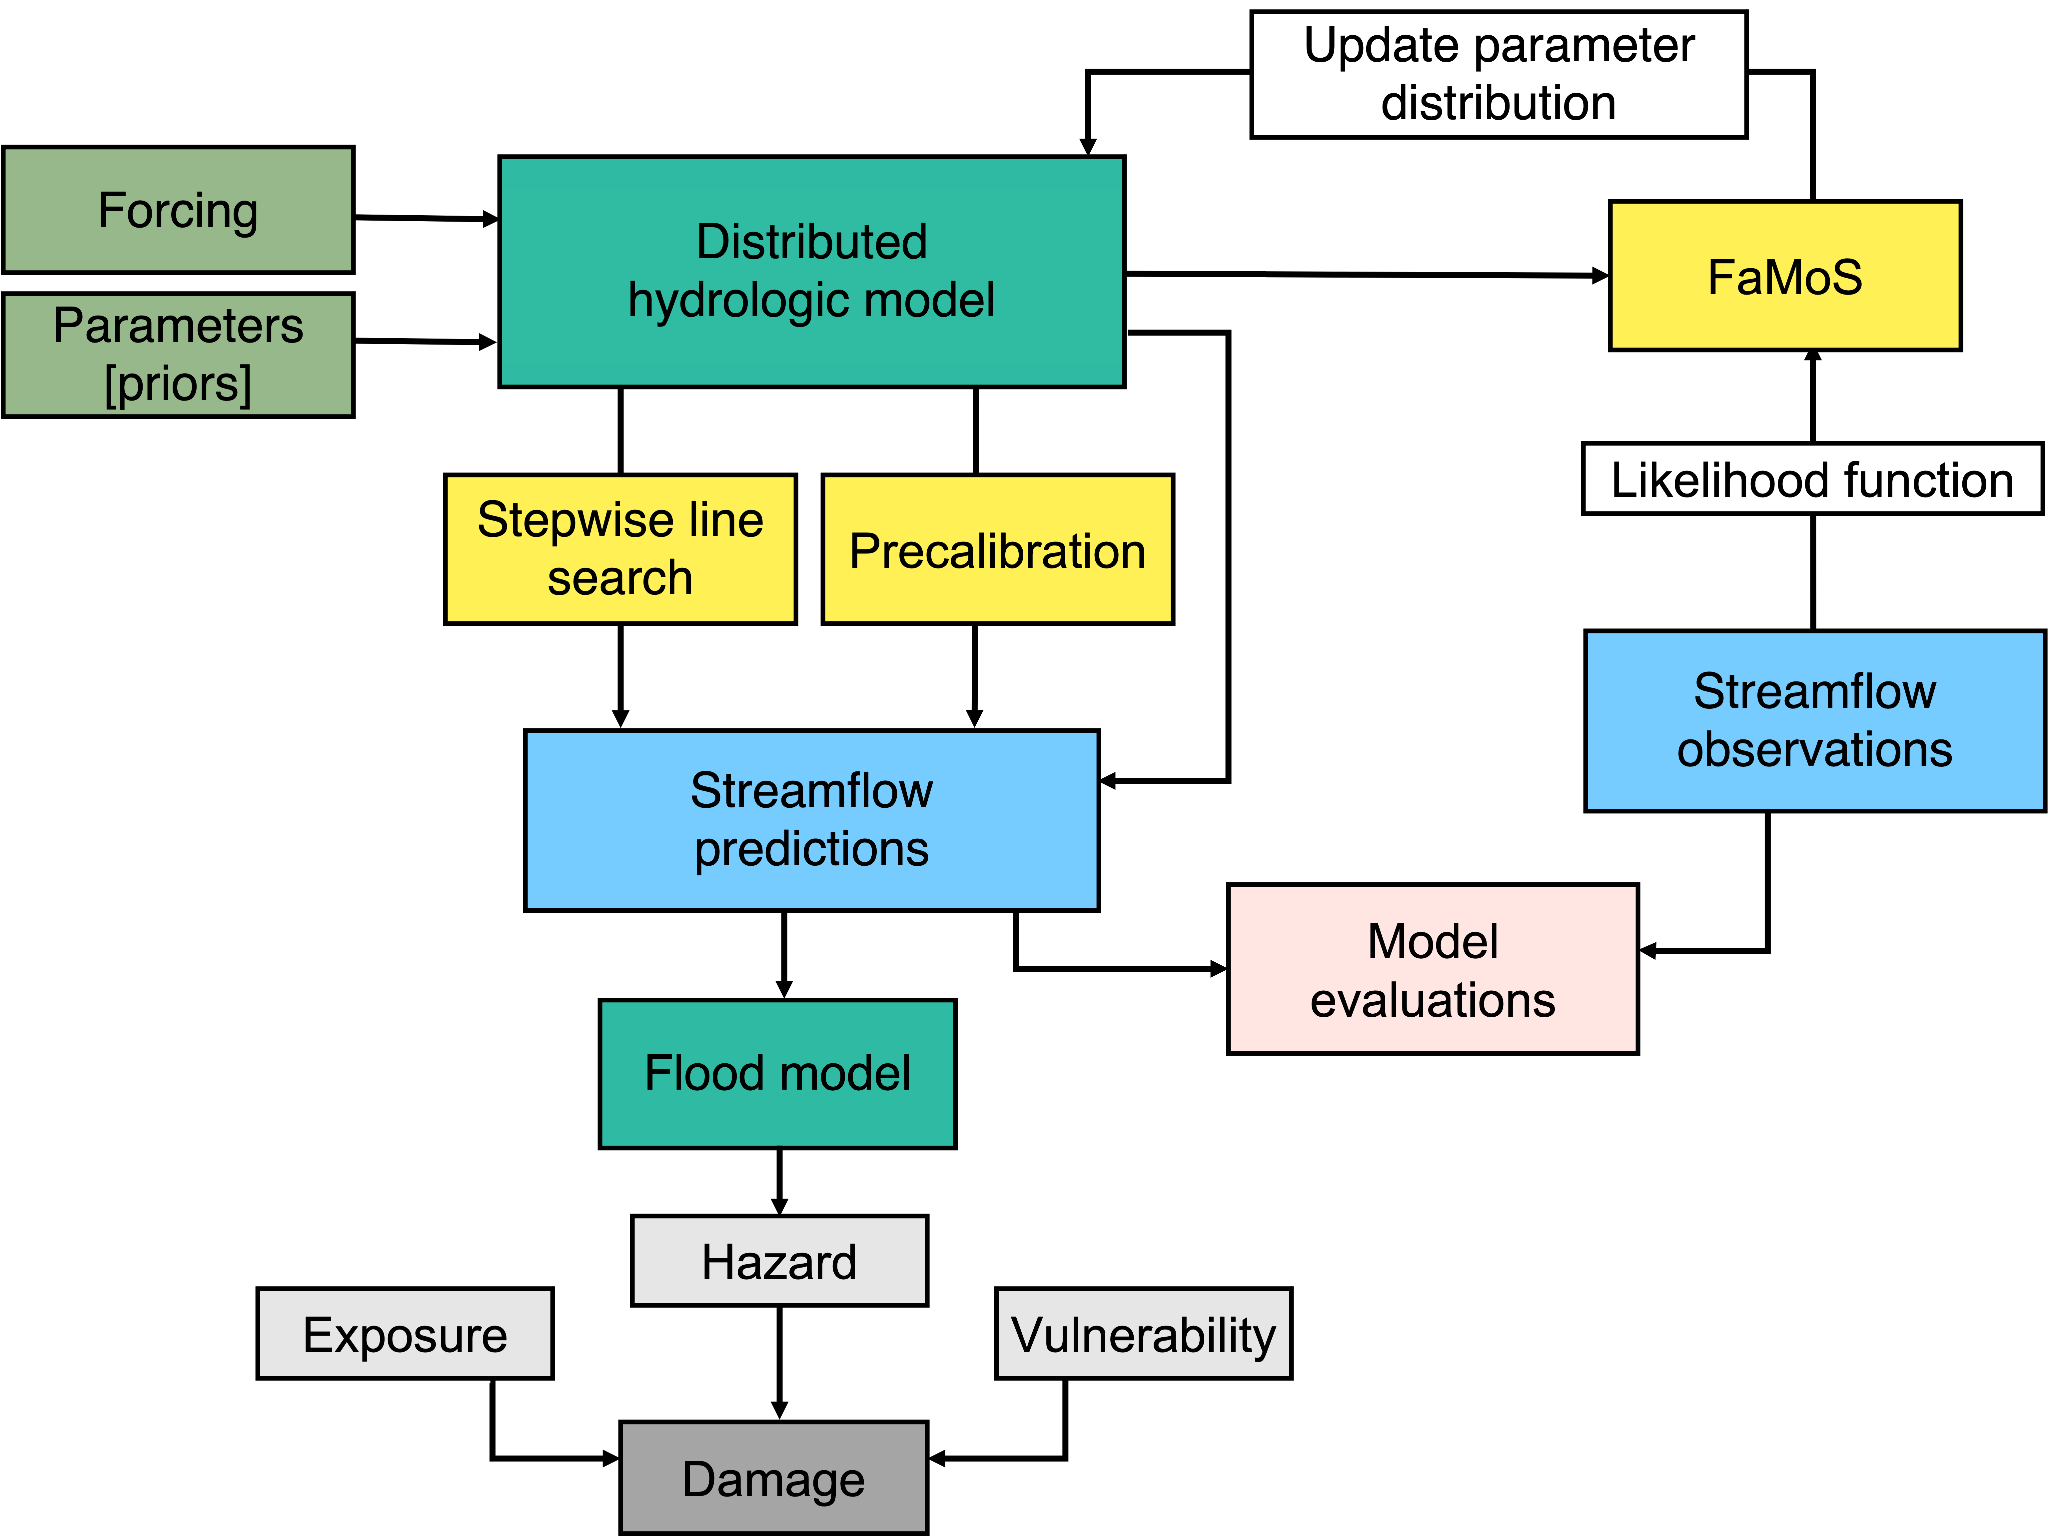 Update parameter
distribution
Forcing
Parameters
[priors]
Distributed
hydrologic model
FaMoS
Likelihood function
Stepwise line
search
Precalibration
Streamflow
observations
Streamflow
predictions
Model
evaluations
Flood model
Hazard
Exposure
Vulnerability
Damage